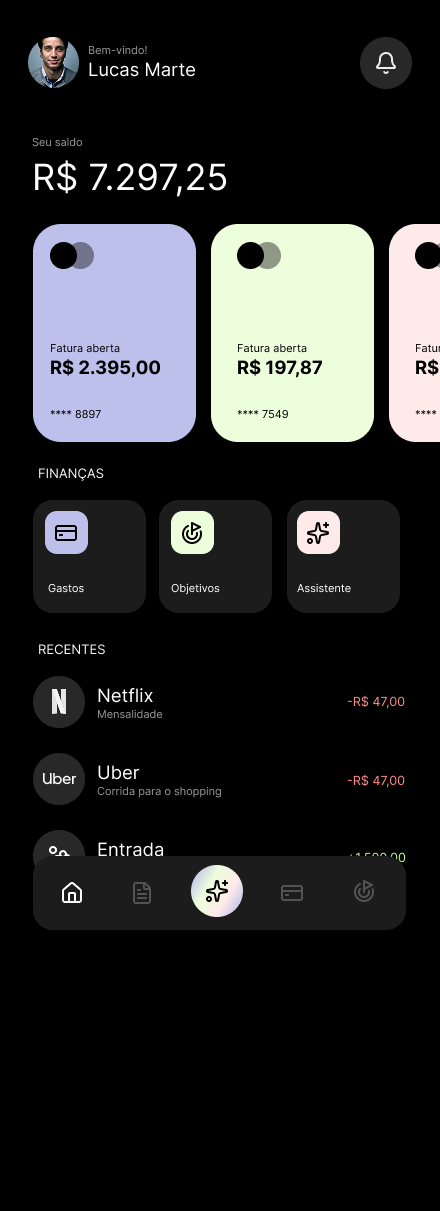 Bem-vindo!
Lucas Marte
Seu saldo
R$ 7.297,25
Fatura aberta
R$ 2.395,00
**** 8897
Fatura aberta
R$ 197,87
**** 7549
R$
****
FINANÇAS
Gastos
Objetivos
Assistente
RECENTES
Netflix
Mensalidade
-R$ 47,00
Uber
Uber
Corrida para o shopping
-R$ 47,00
Entrada